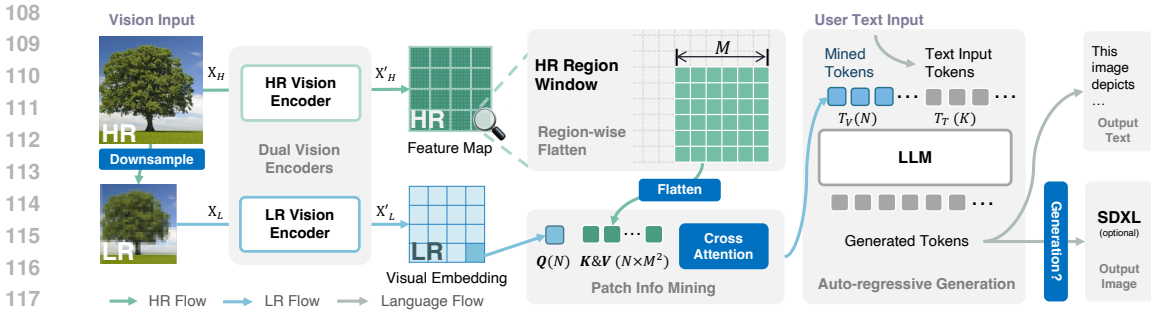 108
109
110
111
112
113
114
115
116
117
Vision Input
HR
Downsample
LR
X_H
X_L
HR Vision
Encoder
Dual Vision
Encoders
LR Vision
Encoder
X'_H
X'_L
HR
Feature Map
LR
Visual Embedding
HR Region
Window
Region-wise
Flatten
M
Flatten
Q(N)
K&V (N×M²)
...
Cross
Attention
Patch Info Mining
User Text Input
Mined
Tokens
Text Input
Tokens
... ...
T_V(N)
T_T(K)
LLM
...
Generated Tokens
Auto-regressive Generation
This
image
depicts
...
Output
Text
Generation?
SDXL
(optional)
Output
Image
HR Flow
LR Flow
Language Flow